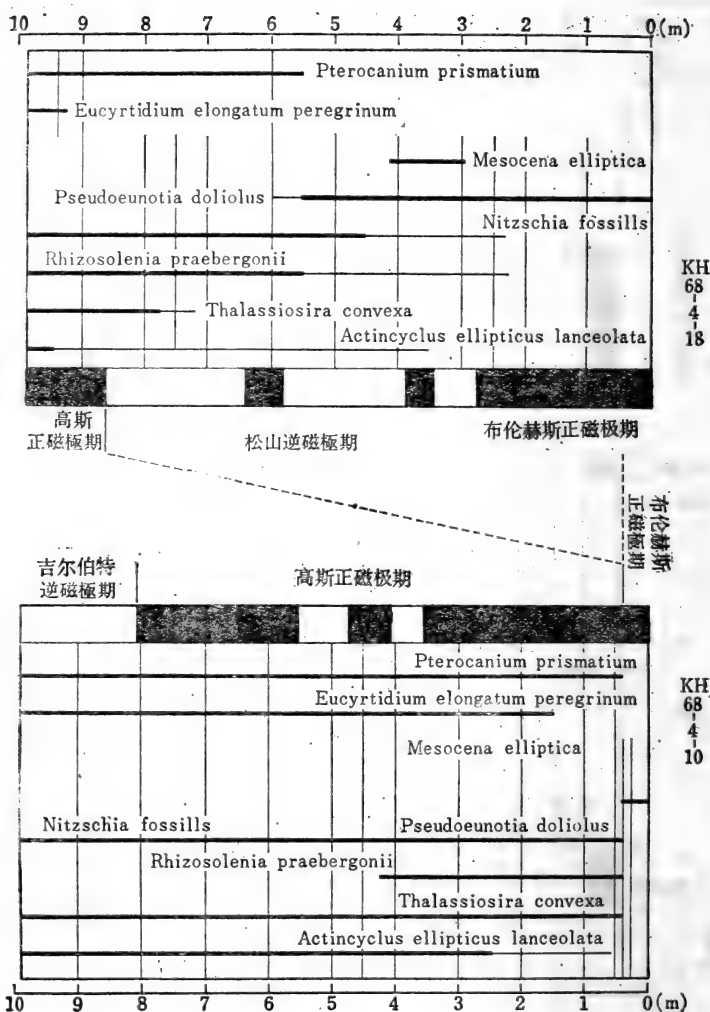 10 9 8 7 6 5 4 3 2 1 0(m)
Pterocanium prismatium
Eucyrtidium elongatum peregrinum
Mesocena elliptica
Pseudoeunotia doliolus
Nitzschia fossills
Rhizosolenia praebergonii
Thalassiosira convexa
Actincyclus ellipticus lanceolata
KH
68
-
4
-
18
高斯
正磁極期
松山逆磁極期
布伦赫斯正磁极期
布伦赫斯
正磁極期
吉尔伯特
逆磁極期
高斯正磁极期
Pterocanium prismatium
Eucyrtidium elongatum peregrinum
Mesocena elliptica
Nitzschia fossills
Pseudoeunotia doliolus
Rhizosolenia praebergonii
Thalassiosira convexa
Actincyclus ellipticus lanceolata
KH
68
-
4
-
10
10 9 8 7 6 5 4 3 2 1 0(m)